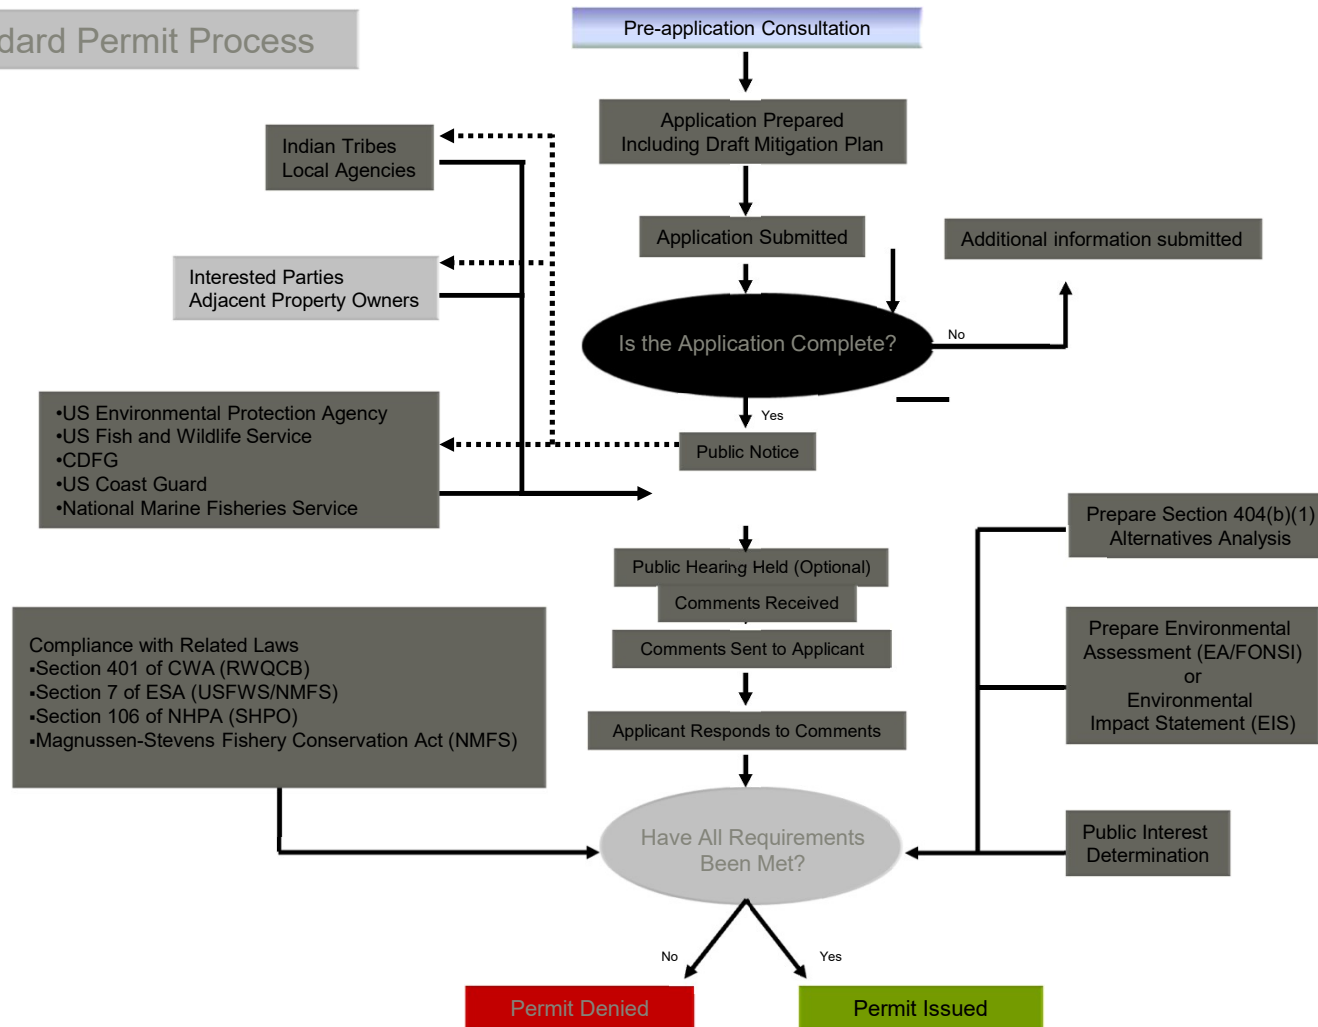 dard Permit Process
Pre-application Consultation
Application Prepared
Including Draft Mitigation Plan
Indian Tribes
Local Agencies
Application Submitted
Additional information submitted
Interested Parties
Adjacent Property Owners
Is the Application Complete?
No
Yes
•US Environmental Protection Agency
•US Fish and Wildlife Service
•CDFG
•US Coast Guard
•National Marine Fisheries Service
Public Notice
Prepare Section 404(b)(1)
Alternatives Analysis
Public Hearing Held (Optional)
Comments Received
Comments Sent to Applicant
Prepare Environmental
Assessment (EA/FONSI)
or
Environmental
Impact Statement (EIS)
Compliance with Related Laws
▪Section 401 of CWA (RWQCB)
▪Section 7 of ESA (USFWS/NMFS)
▪Section 106 of NHPA (SHPO)
▪Magnussen-Stevens Fishery Conservation Act (NMFS)
Applicant Responds to Comments
Have All Requirements
Been Met?
Public Interest
Determination
No
Yes
Permit Denied
Permit Issued